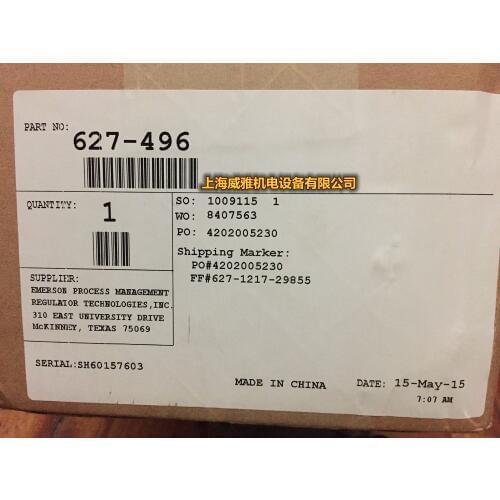 PART NO:
627-496
上海威雅机电设备有限公司
QUANTITY: 1
SO: 1009115 1
WO: 8407563
PO: 4202005230
Shipping Marker:
PO#4202005230
FF#627-1217-29855
SUPPLIER:
EMERSON PROCESS MANAGEMENT
REGULATOR TECHNOLOGIES,INC.
310 EAST UNIVERSITY DRIVE
McKINNEY, TEXAS 75069
SERIAL:SH60157603
MADE IN CHINA
DATE: 15-May-15
7:07 AM